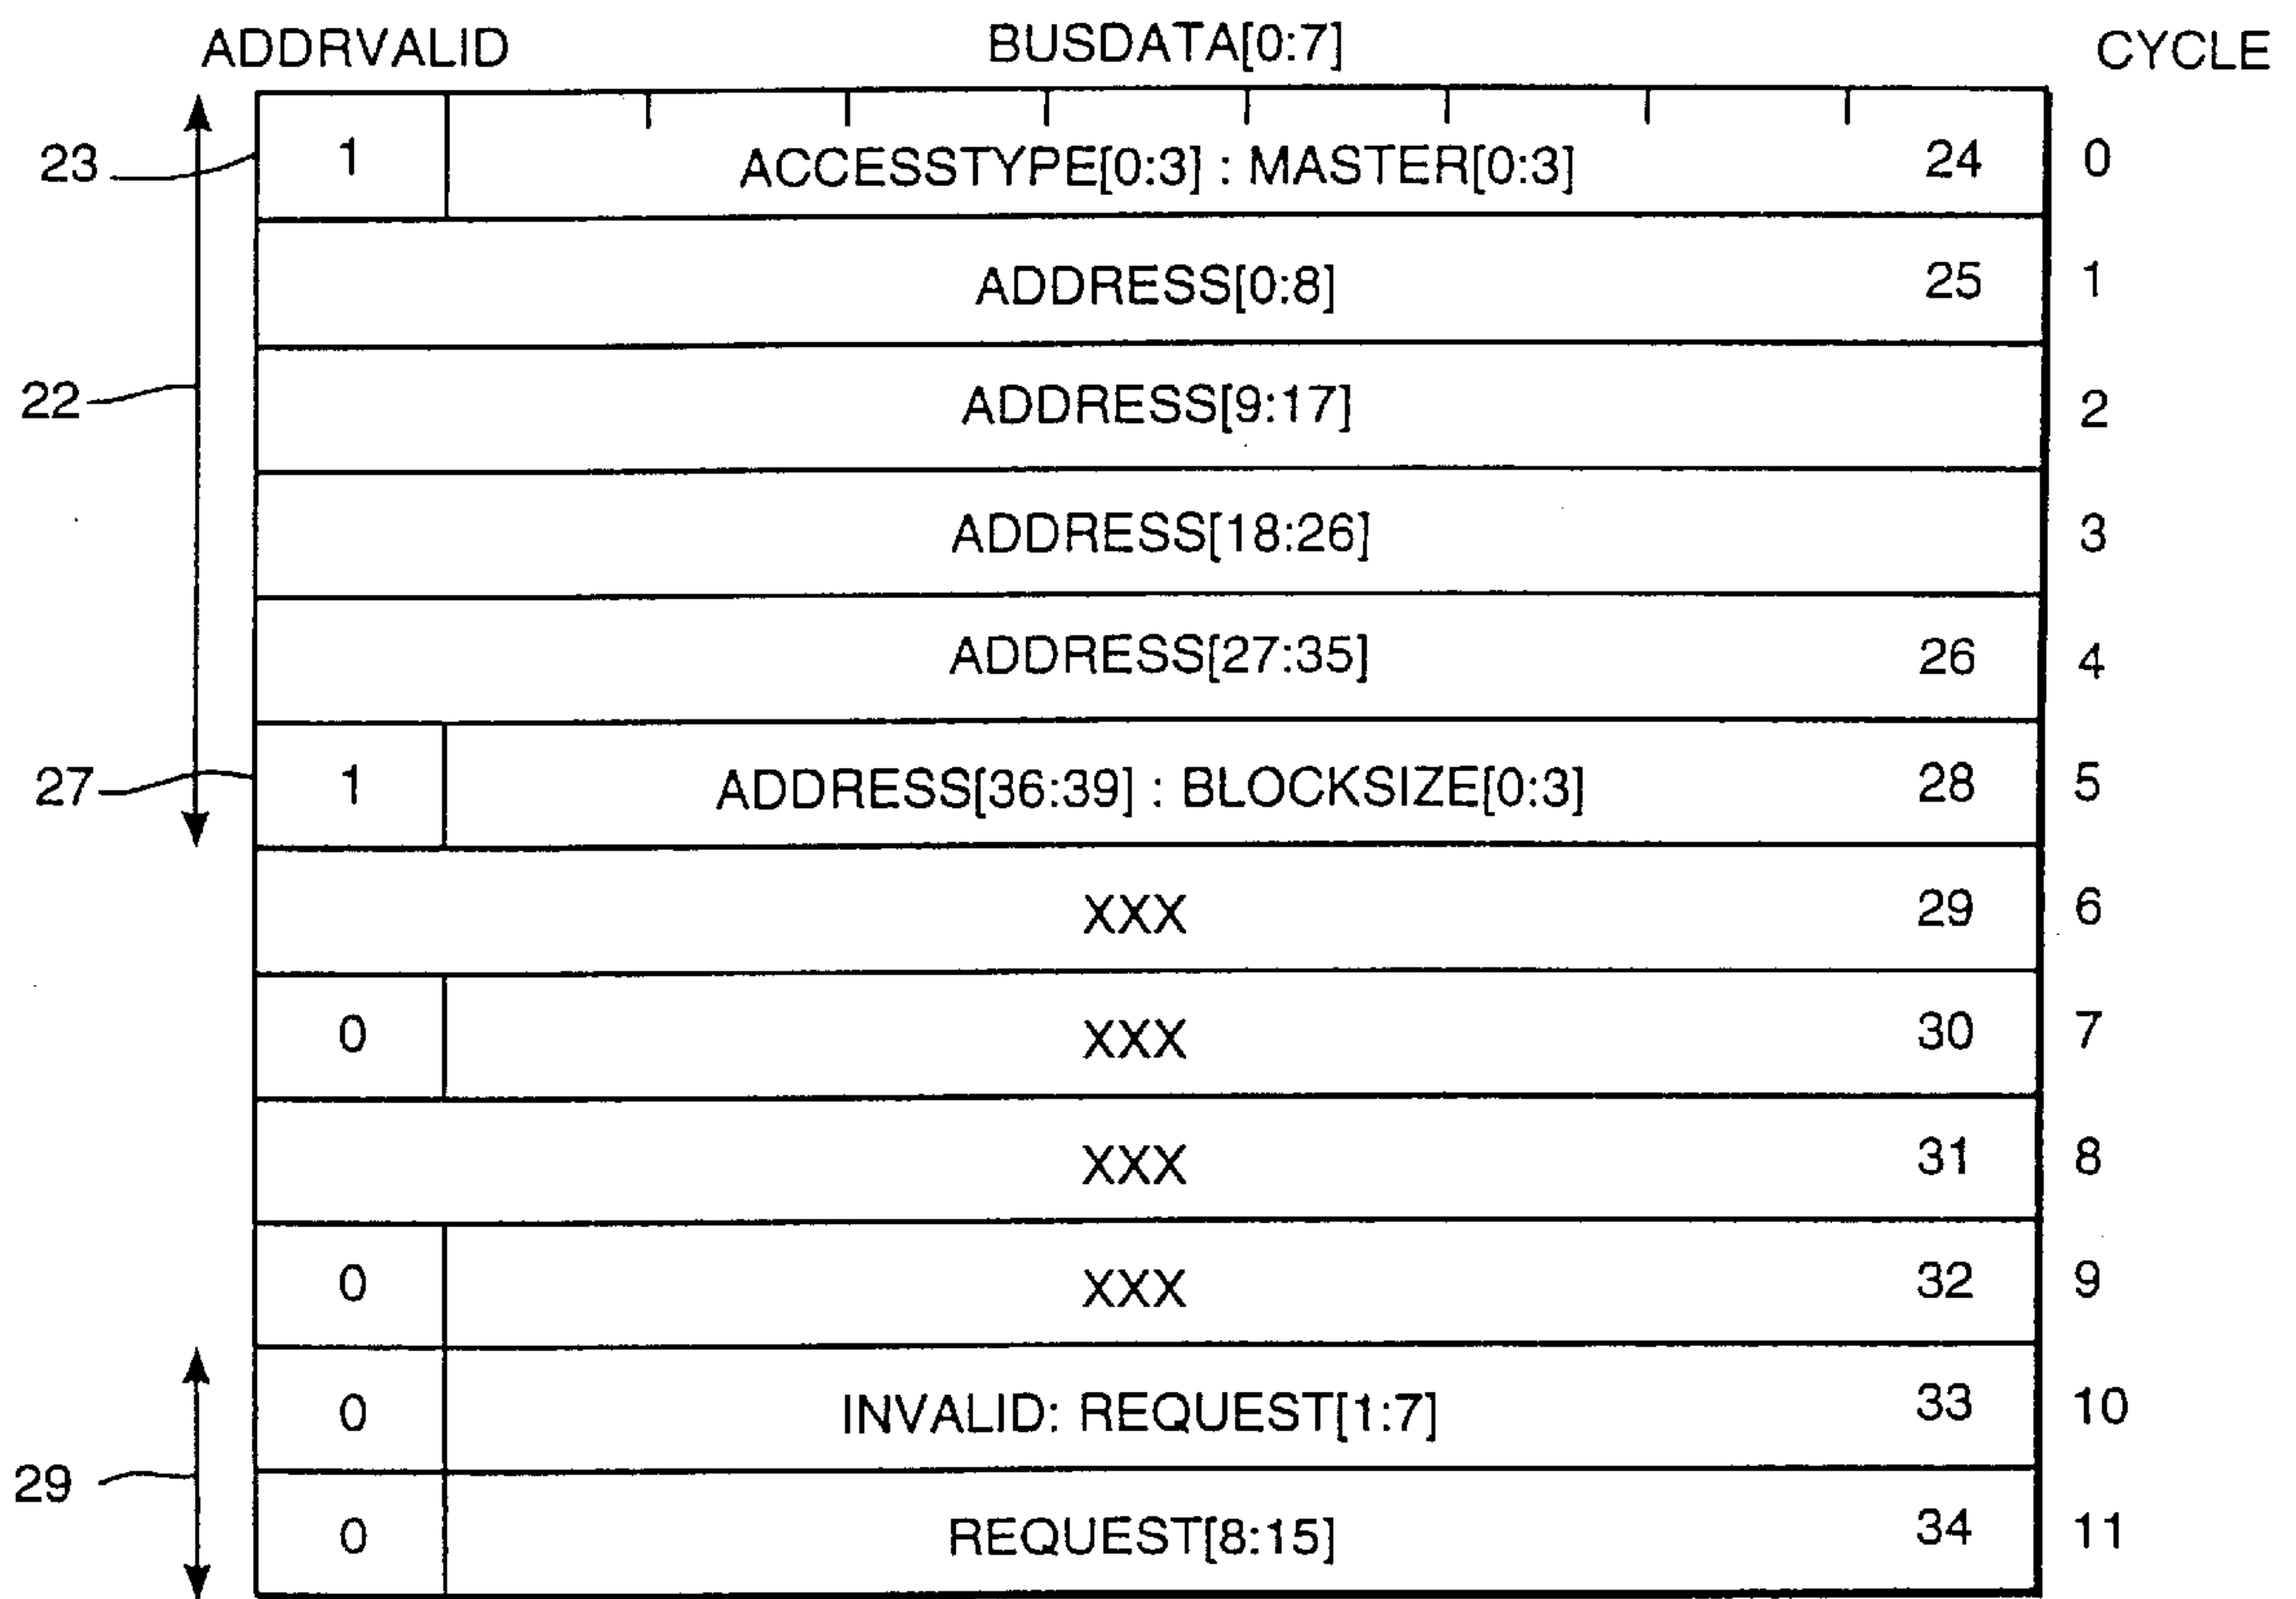 ADDRVALID BUSDATA[0:7] CYCLE
23 1 ACCESSTYPE[0:3] : MASTER[0:3] 24 0
ADDRESS[0:8] 25 1
22 ADDRESS[9:17] 2
ADDRESS[18:26] 3
ADDRESS[27:35] 26 4
27 1 ADDRESS[36:39] : BLOCKSIZE[0:3] 28 5
XXX 29 6
0 XXX 30 7
XXX 31 8
0 XXX 32 9
0 INVALID: REQUEST[1:7] 33 10
29 0 REQUEST[8:15] 34 11